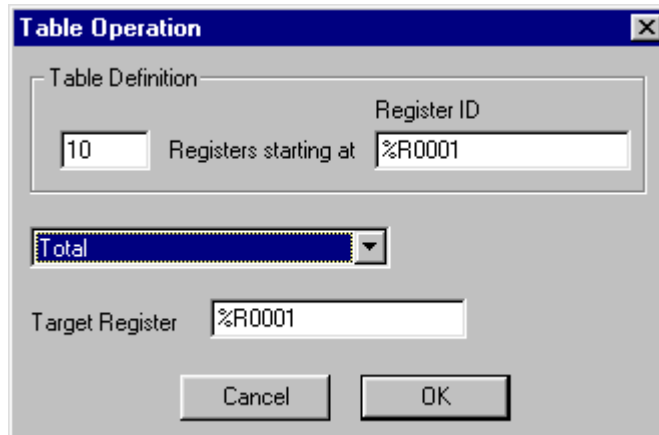 Table Operation
Table Definition
Register ID
10 Registers starting at %R0001
Total
Target Register %R0001
Cancel OK